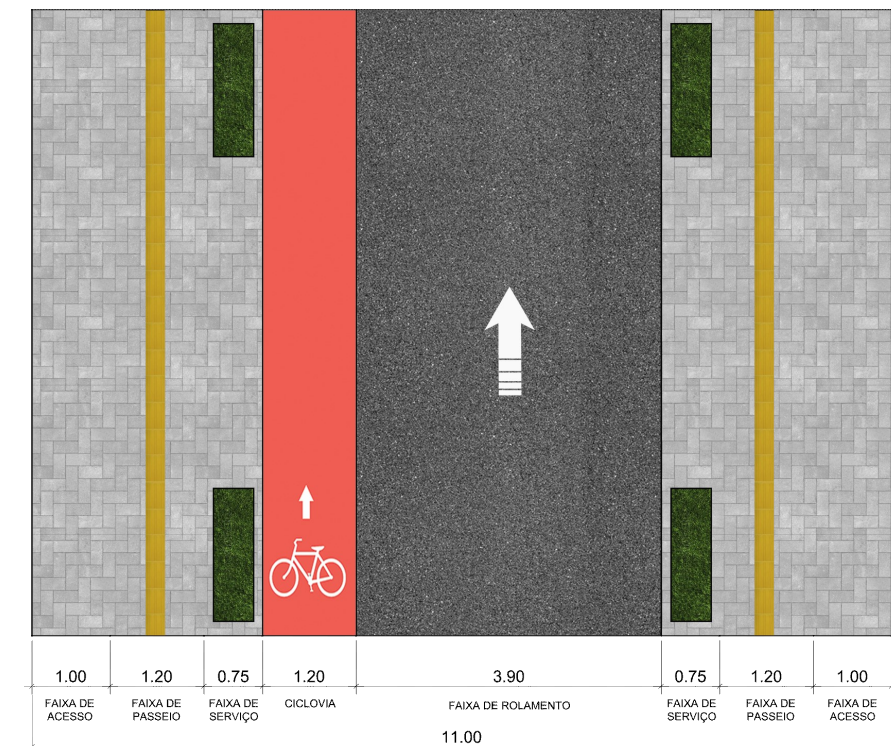 1.00 1.20 0.75 1.20 3.90 0.75 1.20 1.00
FAIXA DE ACESSO
FAIXA DE PASSEIO
FAIXA DE SERVIÇO
CICLOVIA
FAIXA DE ROLAMENTO
FAIXA DE SERVIÇO
FAIXA DE PASSEIO
FAIXA DE ACESSO
11.00